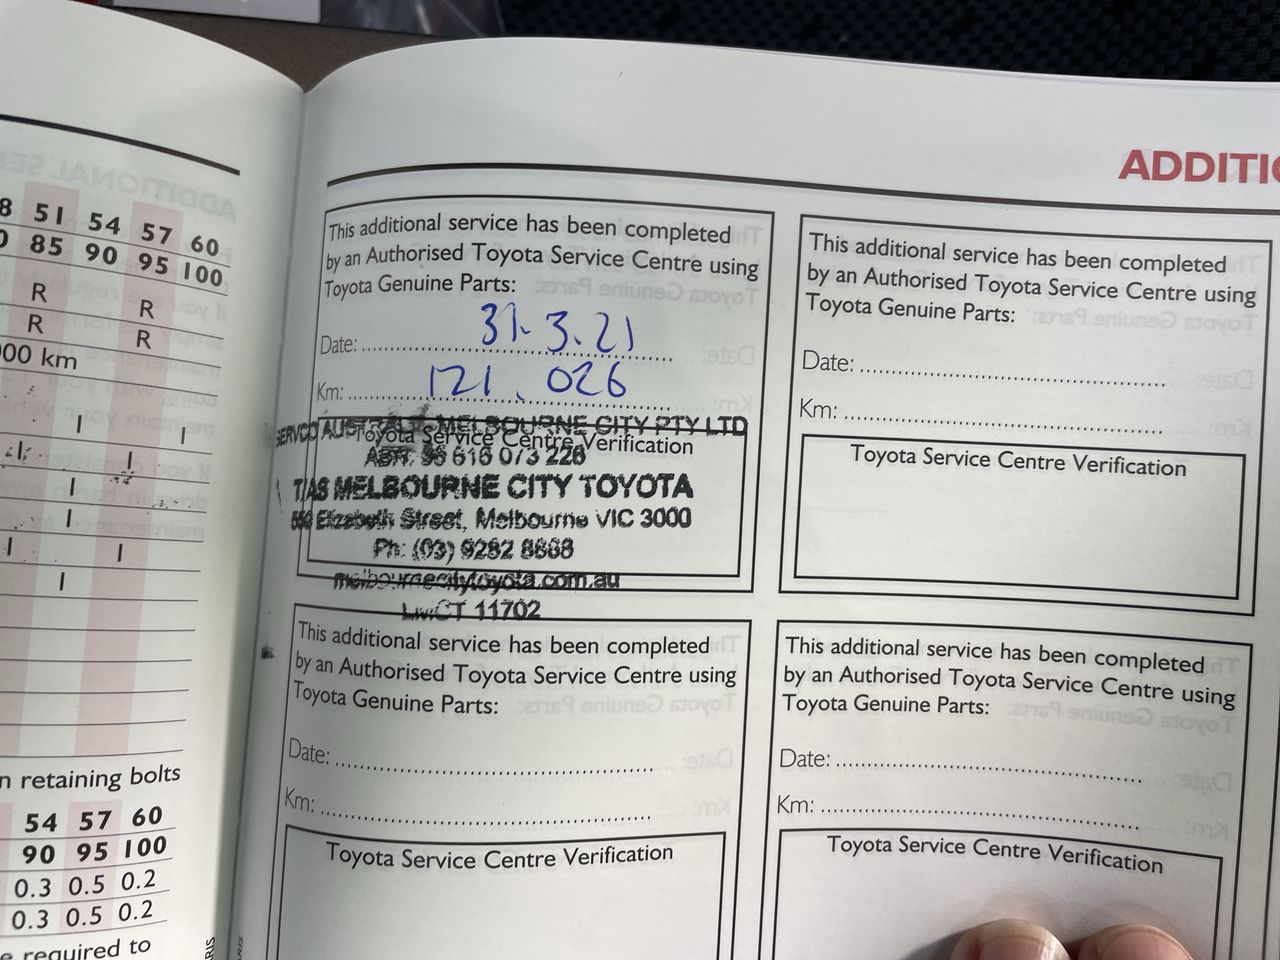 8 51 54 57 60
0 85 90 95 100
R R
R R
00 km
I I
I I
I
I
I I
I
n retaining bolts
54 57 60
90 95 100
0.3 0.5 0.2
0.3 0.5 0.2
e required to
ARIS
ADDITIO
This additional service has been completed
by an Authorised Toyota Service Centre using
Toyota Genuine Parts:
Date: 31.3.21
Km: 121,026
SERVCO AUSTRALIA MELBOURNE CITY PTY LTD
Toyota Service Centre Verification
ABN: 95 616 073 226
T/AS MELBOURNE CITY TOYOTA
Elizabeth Street, Melbourne VIC 3000
Ph: (03) 9282 8888
melbournecitytoyota.com.au
LMCT 11702
This additional service has been completed
by an Authorised Toyota Service Centre using
Toyota Genuine Parts:
Date:
Km:
Toyota Service Centre Verification
This additional service has been completed
by an Authorised Toyota Service Centre using
Toyota Genuine Parts:
Date:
Km:
Toyota Service Centre Verification
This additional service has been completed
by an Authorised Toyota Service Centre using
Toyota Genuine Parts:
Date:
Km:
Toyota Service Centre Verification